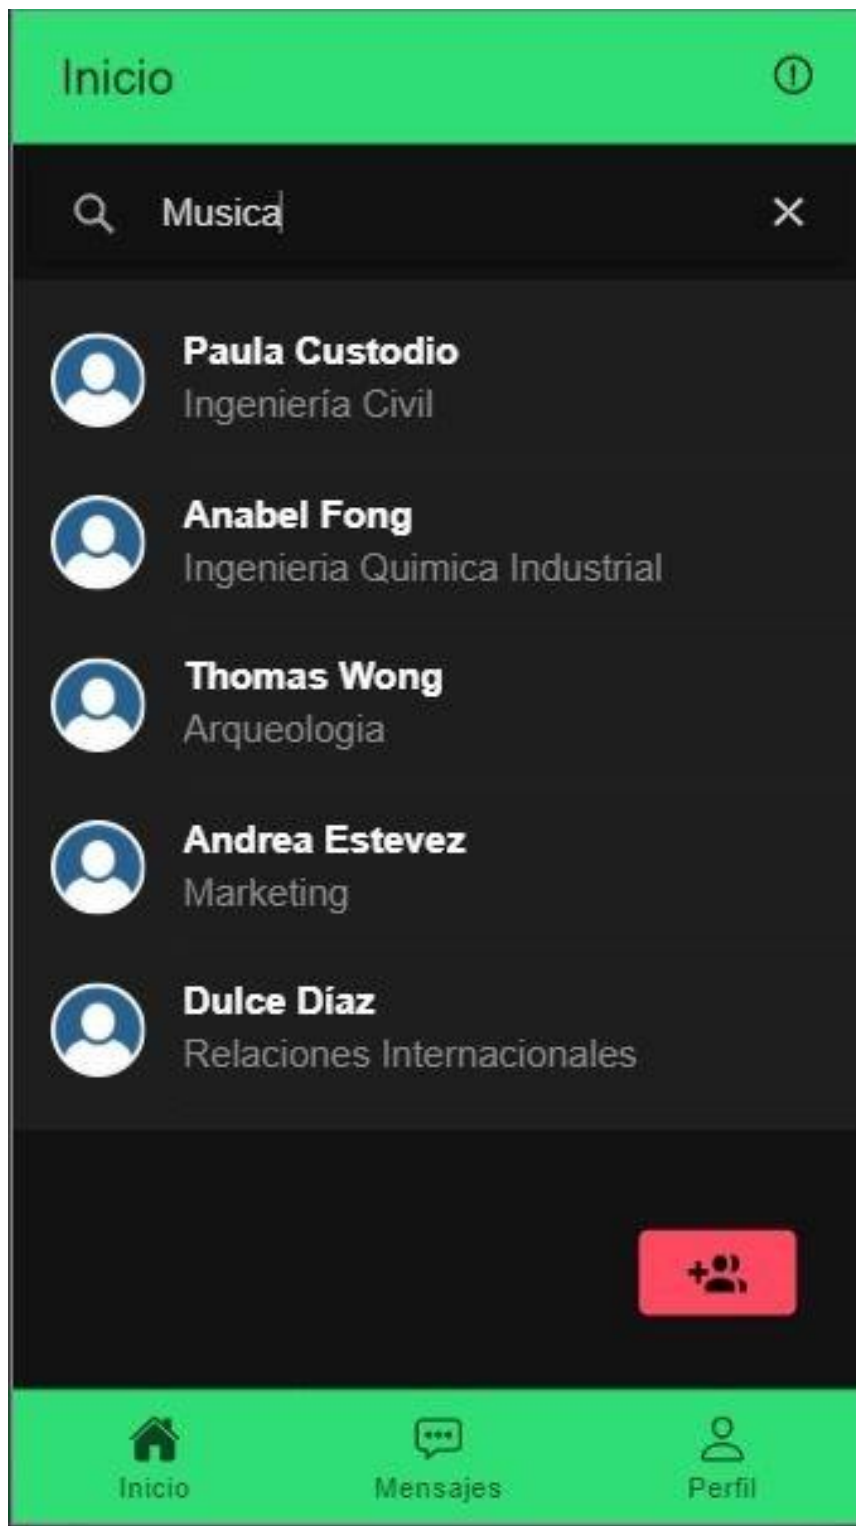 Inicio
Musica
Paula Custodio
Ingeniería Civil
Anabel Fong
Ingenieria Quimica Industrial
Thomas Wong
Arqueologia
Andrea Estevez
Marketing
Dulce Díaz
Relaciones Internacionales
Inicio
Mensajes
Perfil